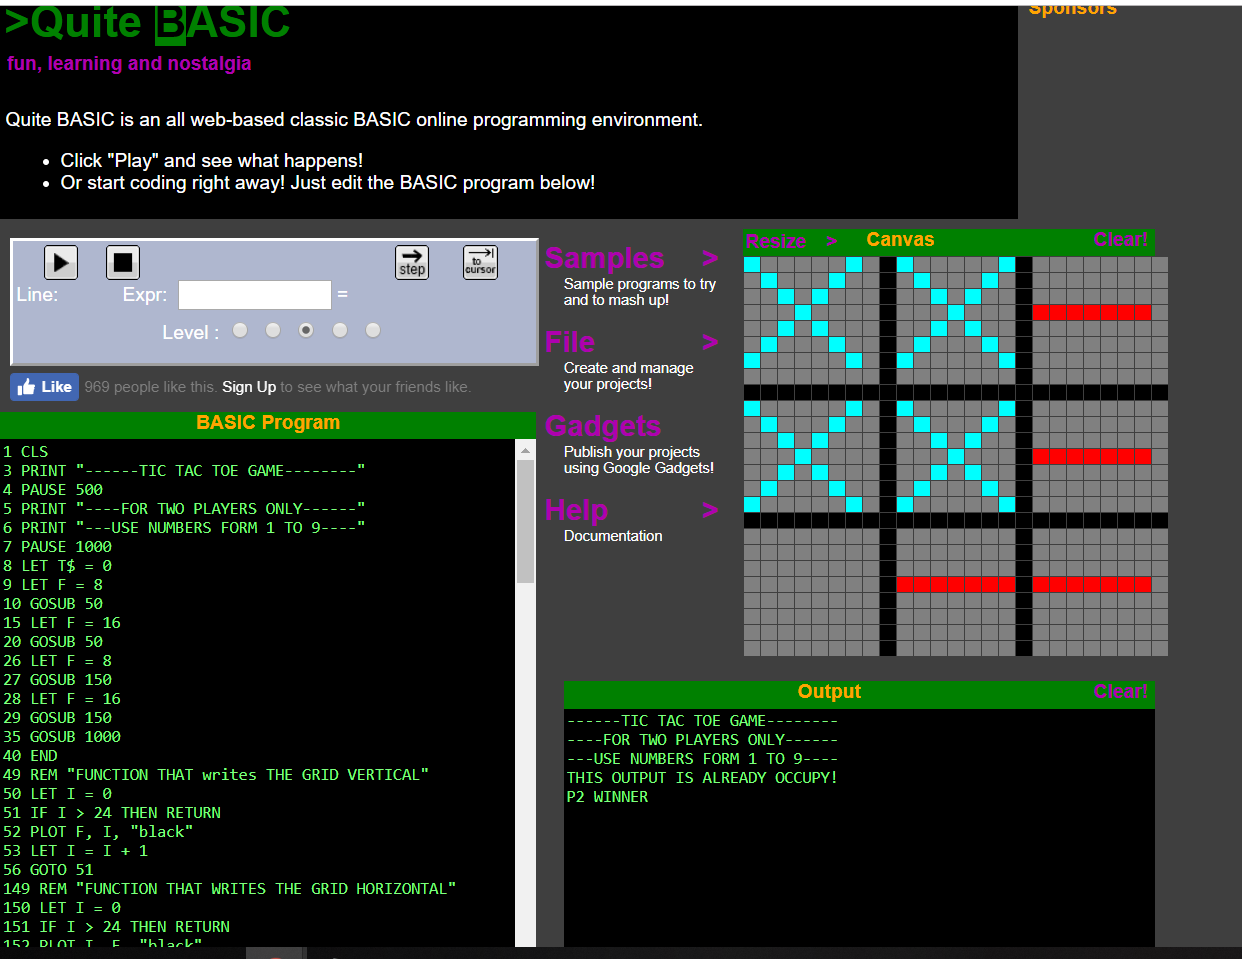 Sponsors
>Quite BASIC
fun, learning and nostalgia
Quite BASIC is an all web-based classic BASIC online programming environment.
• Click "Play" and see what happens!
• Or start coding right away! Just edit the BASIC program below!
step
to cursor
Line:
Expr:
=
Level :
Like
969 people like this. Sign Up to see what your friends like.
BASIC Program
1 CLS
3 PRINT "------TIC TAC TOE GAME--------"
4 PAUSE 500
5 PRINT "----FOR TWO PLAYERS ONLY------"
6 PRINT "---USE NUMBERS FORM 1 TO 9----"
7 PAUSE 1000
8 LET T$ = 0
9 LET F = 8
10 GOSUB 50
15 LET F = 16
20 GOSUB 50
26 LET F = 8
27 GOSUB 150
28 LET F = 16
29 GOSUB 150
35 GOSUB 1000
40 END
49 REM "FUNCTION THAT writes THE GRID VERTICAL"
50 LET I = 0
51 IF I > 24 THEN RETURN
52 PLOT F, I, "black"
53 LET I = I + 1
56 GOTO 51
149 REM "FUNCTION THAT WRITES THE GRID HORIZONTAL"
150 LET I = 0
151 IF I > 24 THEN RETURN
152 PLOT I, F, "black"
Samples >
Sample programs to try
and to mash up!
File >
Create and manage
your projects!
Gadgets
Publish your projects
using Google Gadgets!
Help >
Documentation
Resize > Canvas Clear!
Output Clear!
------TIC TAC TOE GAME--------
----FOR TWO PLAYERS ONLY------
---USE NUMBERS FORM 1 TO 9----
THIS OUTPUT IS ALREADY OCCUPY!
P2 WINNER